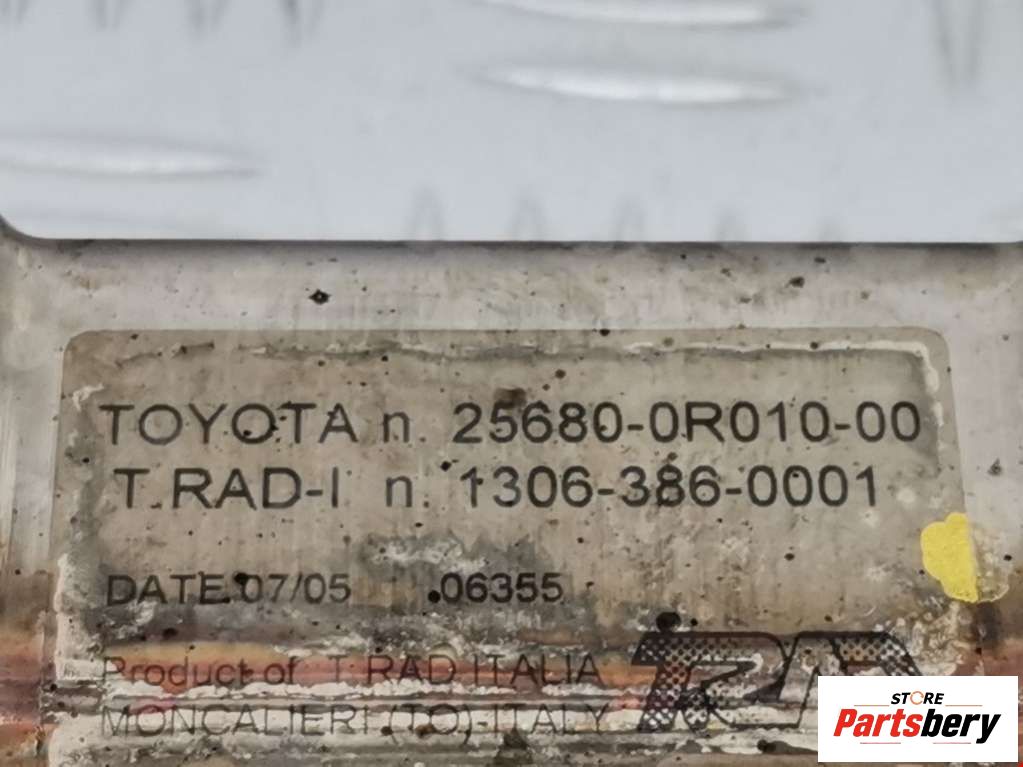 TOYOTA n. 25680-0R010-00
T.RAD-I n. 1306-386-0001
DATE 07/05 06355
Product of T.RAD ITALIA
MONCALIERI (TO)-ITALY
TRAD
STORE
Partsbery